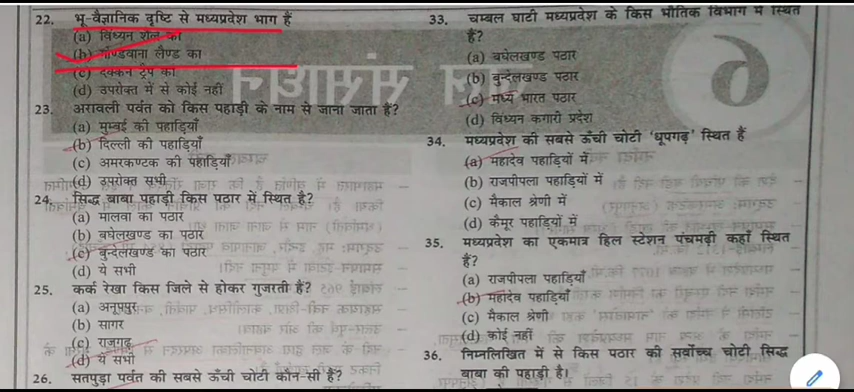 22. भू-वैज्ञानिक दृष्टि से मध्यप्रदेश भाग हैं
(a) विंध्यन शैल का
(b) गोण्डवाना लैण्ड का
(c) दक्कन ट्रैप का
(d) उपरोक्त में से कोई नहीं
23. अरावली पर्वत को किस पहाड़ी के नाम से जाना जाता हैं?
(a) मुम्बई की पहाड़ियाँ
(b) दिल्ली की पहाड़ियाँ
(c) अमरकण्टक की पहाड़ियाँ
(d) उपरोक्त सभी
24. सिद्ध बाबा पहाड़ी किस पठार में स्थित है?
(a) मालवा का पठार
(b) बघेलखण्ड का पठार
(c) बुन्देलखण्ड का पठार
(d) ये सभी
25. कर्क रेखा किस जिले से होकर गुजरती हैं?
(a) अनूपपुर
(b) सागर
(c) राजगढ़
(d) ये सभी
26. सतपुड़ा पर्वत की सबसे ऊँची चोटी कौन-सी हैं?
33. चम्बल घाटी मध्यप्रदेश के किस भौतिक विभाग में स्थित
हैं?
(a) बघेलखण्ड पठार
(b) बुन्देलखण्ड पठार
(c) मध्य भारत पठार
(d) विंध्यन कगारी प्रदेश
34. मध्यप्रदेश की सबसे ऊँची चोटी 'धूपगढ़' स्थित हैं
(a) महादेव पहाड़ियों में
(b) राजपीपला पहाड़ियों में
(c) मैकाल श्रेणी में
(d) कैमूर पहाड़ियों में
35. मध्यप्रदेश का एकमात्र हिल स्टेशन पंचमढ़ी कहाँ स्थित
हैं?
(a) राजपीपला पहाड़ियाँ
(b) महादेव पहाड़ियाँ
(c) मैकाल श्रेणी
(d) कोई नहीं
36. निम्नलिखित में से किस पठार की सर्वोच्च चोटी सिद्ध
बाबा की पहाड़ी है।